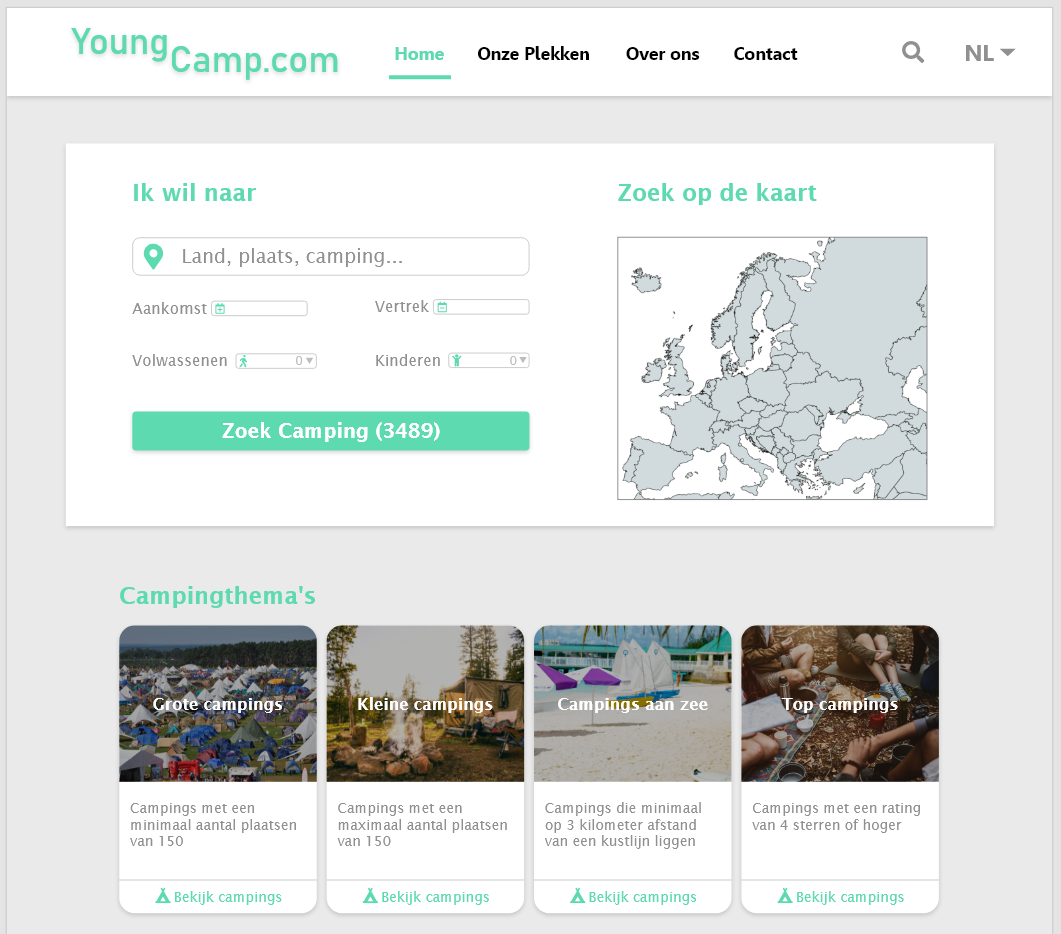 Young
Camp.com
Home Onze Plekken Over ons Contact NL
Ik wil naar
Land, plaats, camping...
Aankomst Vertrek
Volwassenen 0 Kinderen 0
Zoek Camping (3489)
Zoek op de kaart
Campingthema's
Grote campings
Campings met een
minimaal aantal plaatsen
van 150
Bekijk campings
Kleine campings
Campings met een
maximaal aantal plaatsen
van 150
Bekijk campings
Campings aan zee
Campings die minimaal
op 3 kilometer afstand
van een kustlijn liggen
Bekijk campings
Top campings
Campings met een rating
van 4 sterren of hoger
Bekijk campings